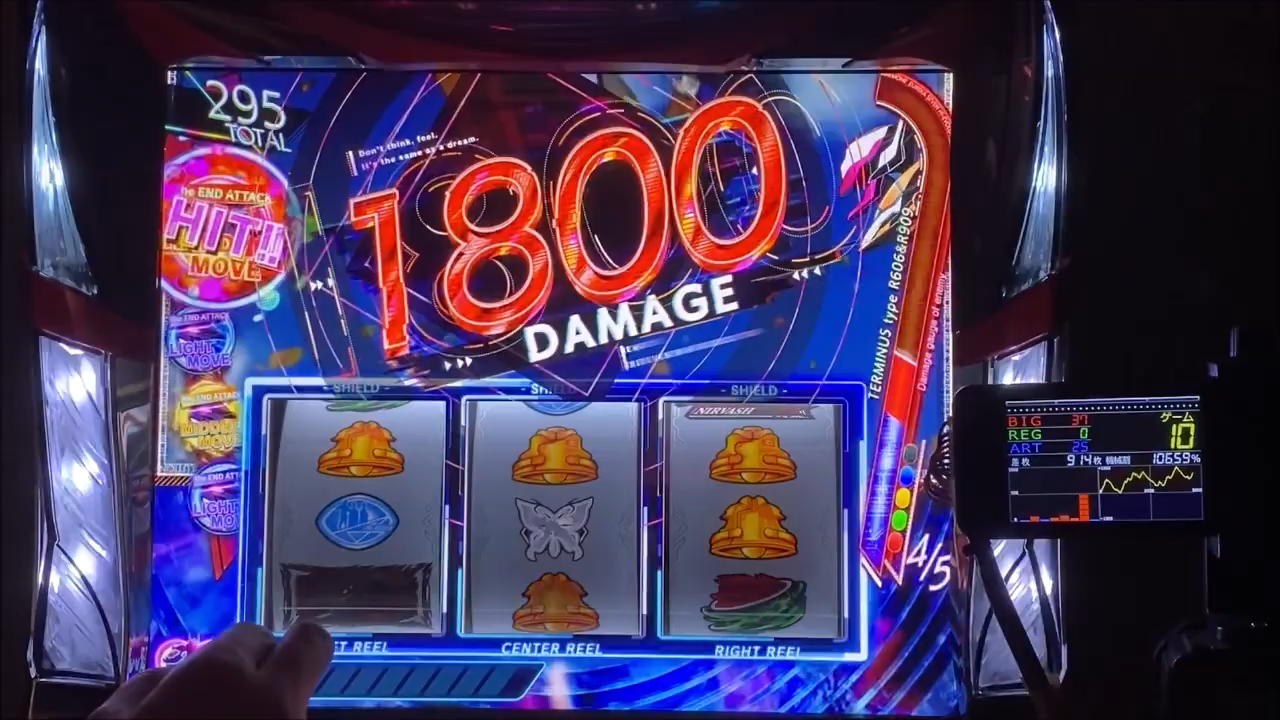 295
TOTAL
Don't think, feel.
It's the same as a dream.
1800
DAMAGE
the END ATTACK
HIT!!
MOVE
the END ATTACK
LIGHT
MOVE
the END ATTACK
MIDDLE
MOVE
the END ATTACK
LIGHT
MOVE
TERMINUS type R606&R909
Damage gauge of enemy
4/5
- SHIELD -
- SHIELD -
- SHIELD -
NIRVASH
CENTER REEL
RIGHT REEL
BIG 37
REG 0
ART 25
ゲーム
10
差枚 914枚 機械割 106.59%